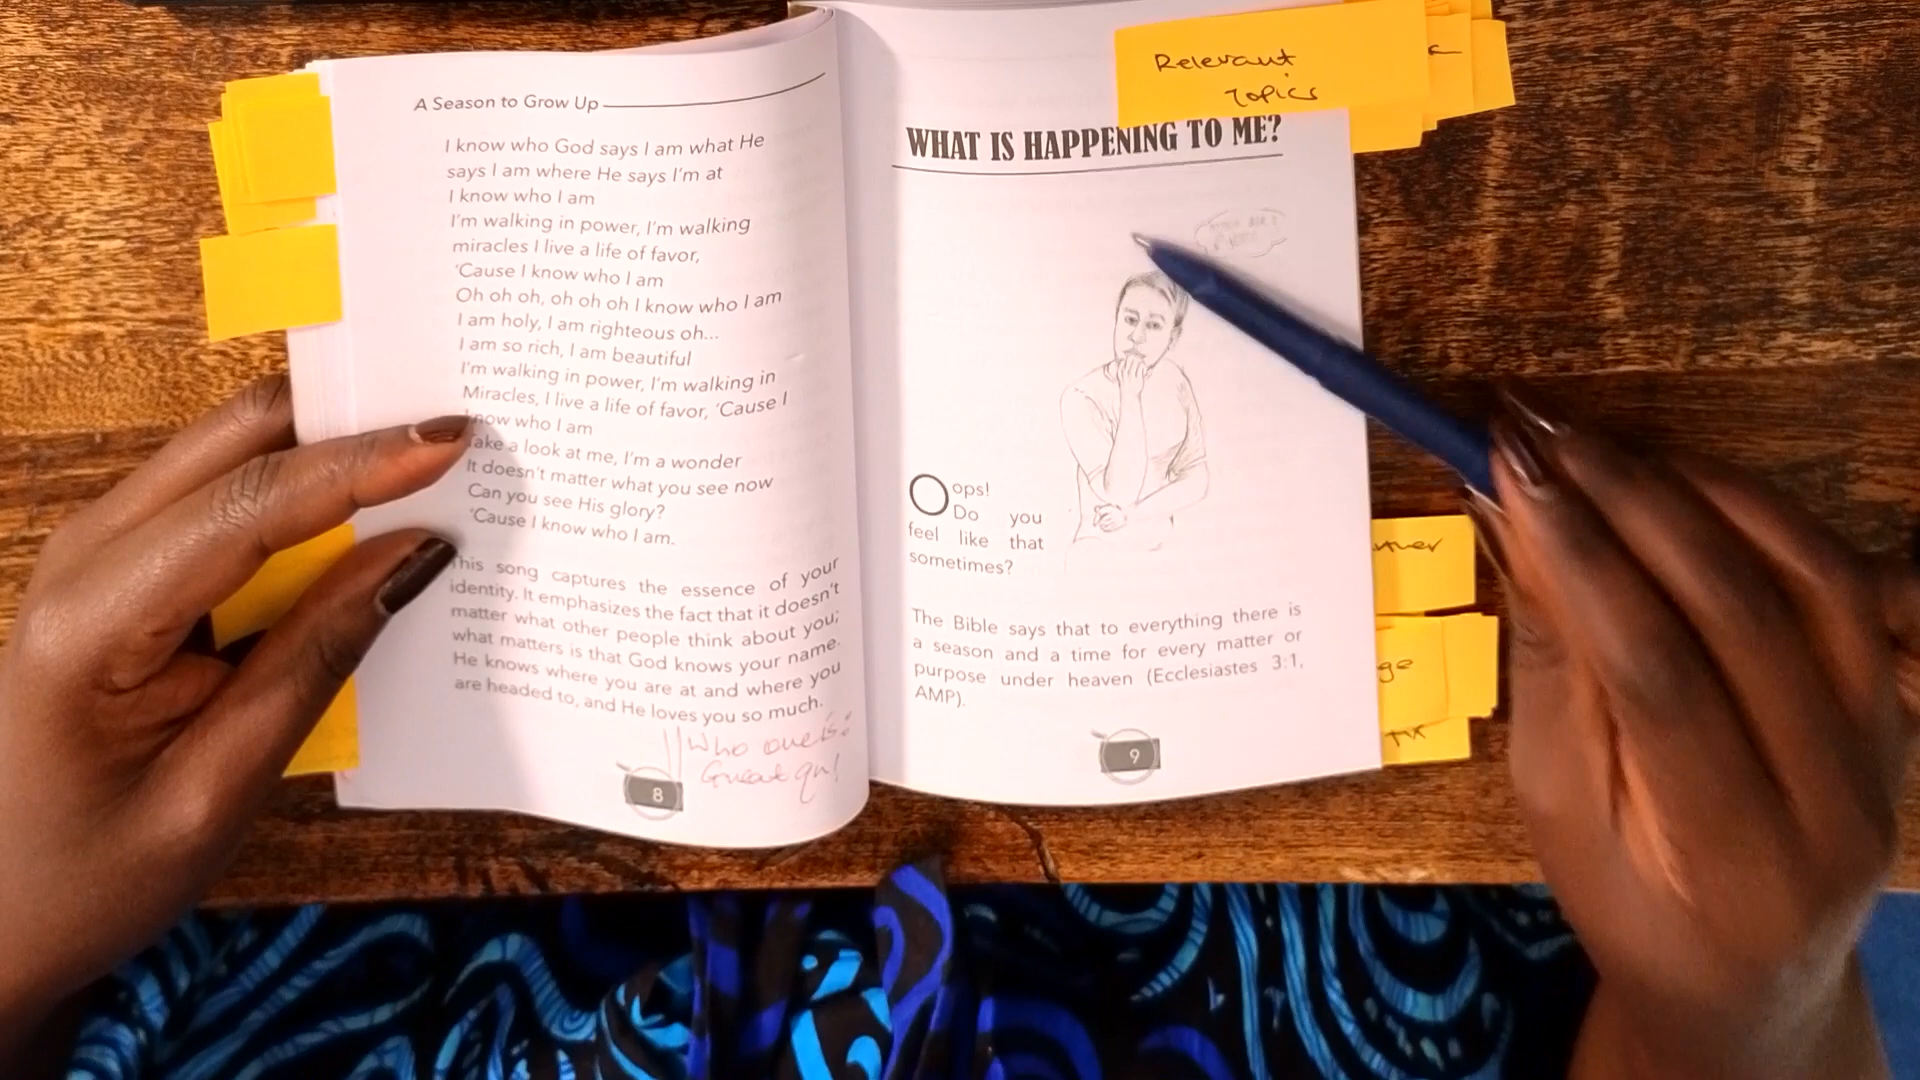 A Season to Grow Up
I know who God says I am what He
says I am where He says I'm at
I know who I am
I'm walking in power, I'm walking
miracles I live a life of favor,
'Cause I know who I am
Oh oh oh, oh oh oh I know who I am
I am holy, I am righteous oh...
I am so rich, I am beautiful
I'm walking in power, I'm walking in
Miracles, I live a life of favor, 'Cause I
know who I am
Take a look at me, I'm a wonder
It doesn't matter what you see now
Can you see His glory?
'Cause I know who I am.
This song captures the essence of your
identity. It emphasizes the fact that it doesn't
matter what other people think about you;
what matters is that God knows your name.
He knows where you are at and where you
are headed to, and He loves you so much.
Who one is?
Great qn!
8
Relevant
Topics
WHAT IS HAPPENING TO ME?
Oops!
Do you
feel like that
sometimes?
The Bible says that to everything there is
a season and a time for every matter or
purpose under heaven (Ecclesiastes 3:1,
AMP).
9